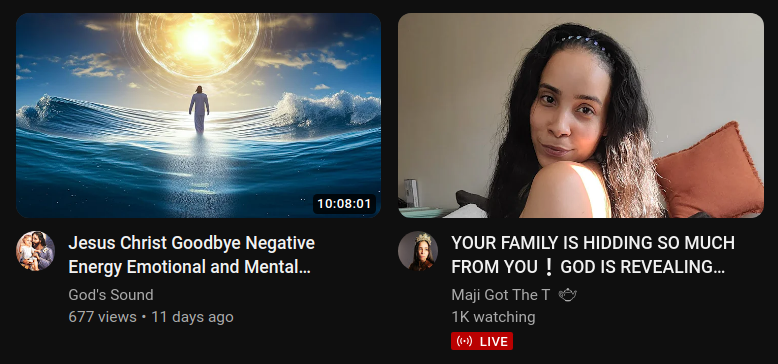 10:08:01
Jesus Christ Goodbye Negative
Energy Emotional and Mental…
God's Sound
677 views • 11 days ago
YOUR FAMILY IS HIDDING SO MUCH
FROM YOU❗GOD IS REVEALING…
Maji Got The T 🫖
1K watching
LIVE